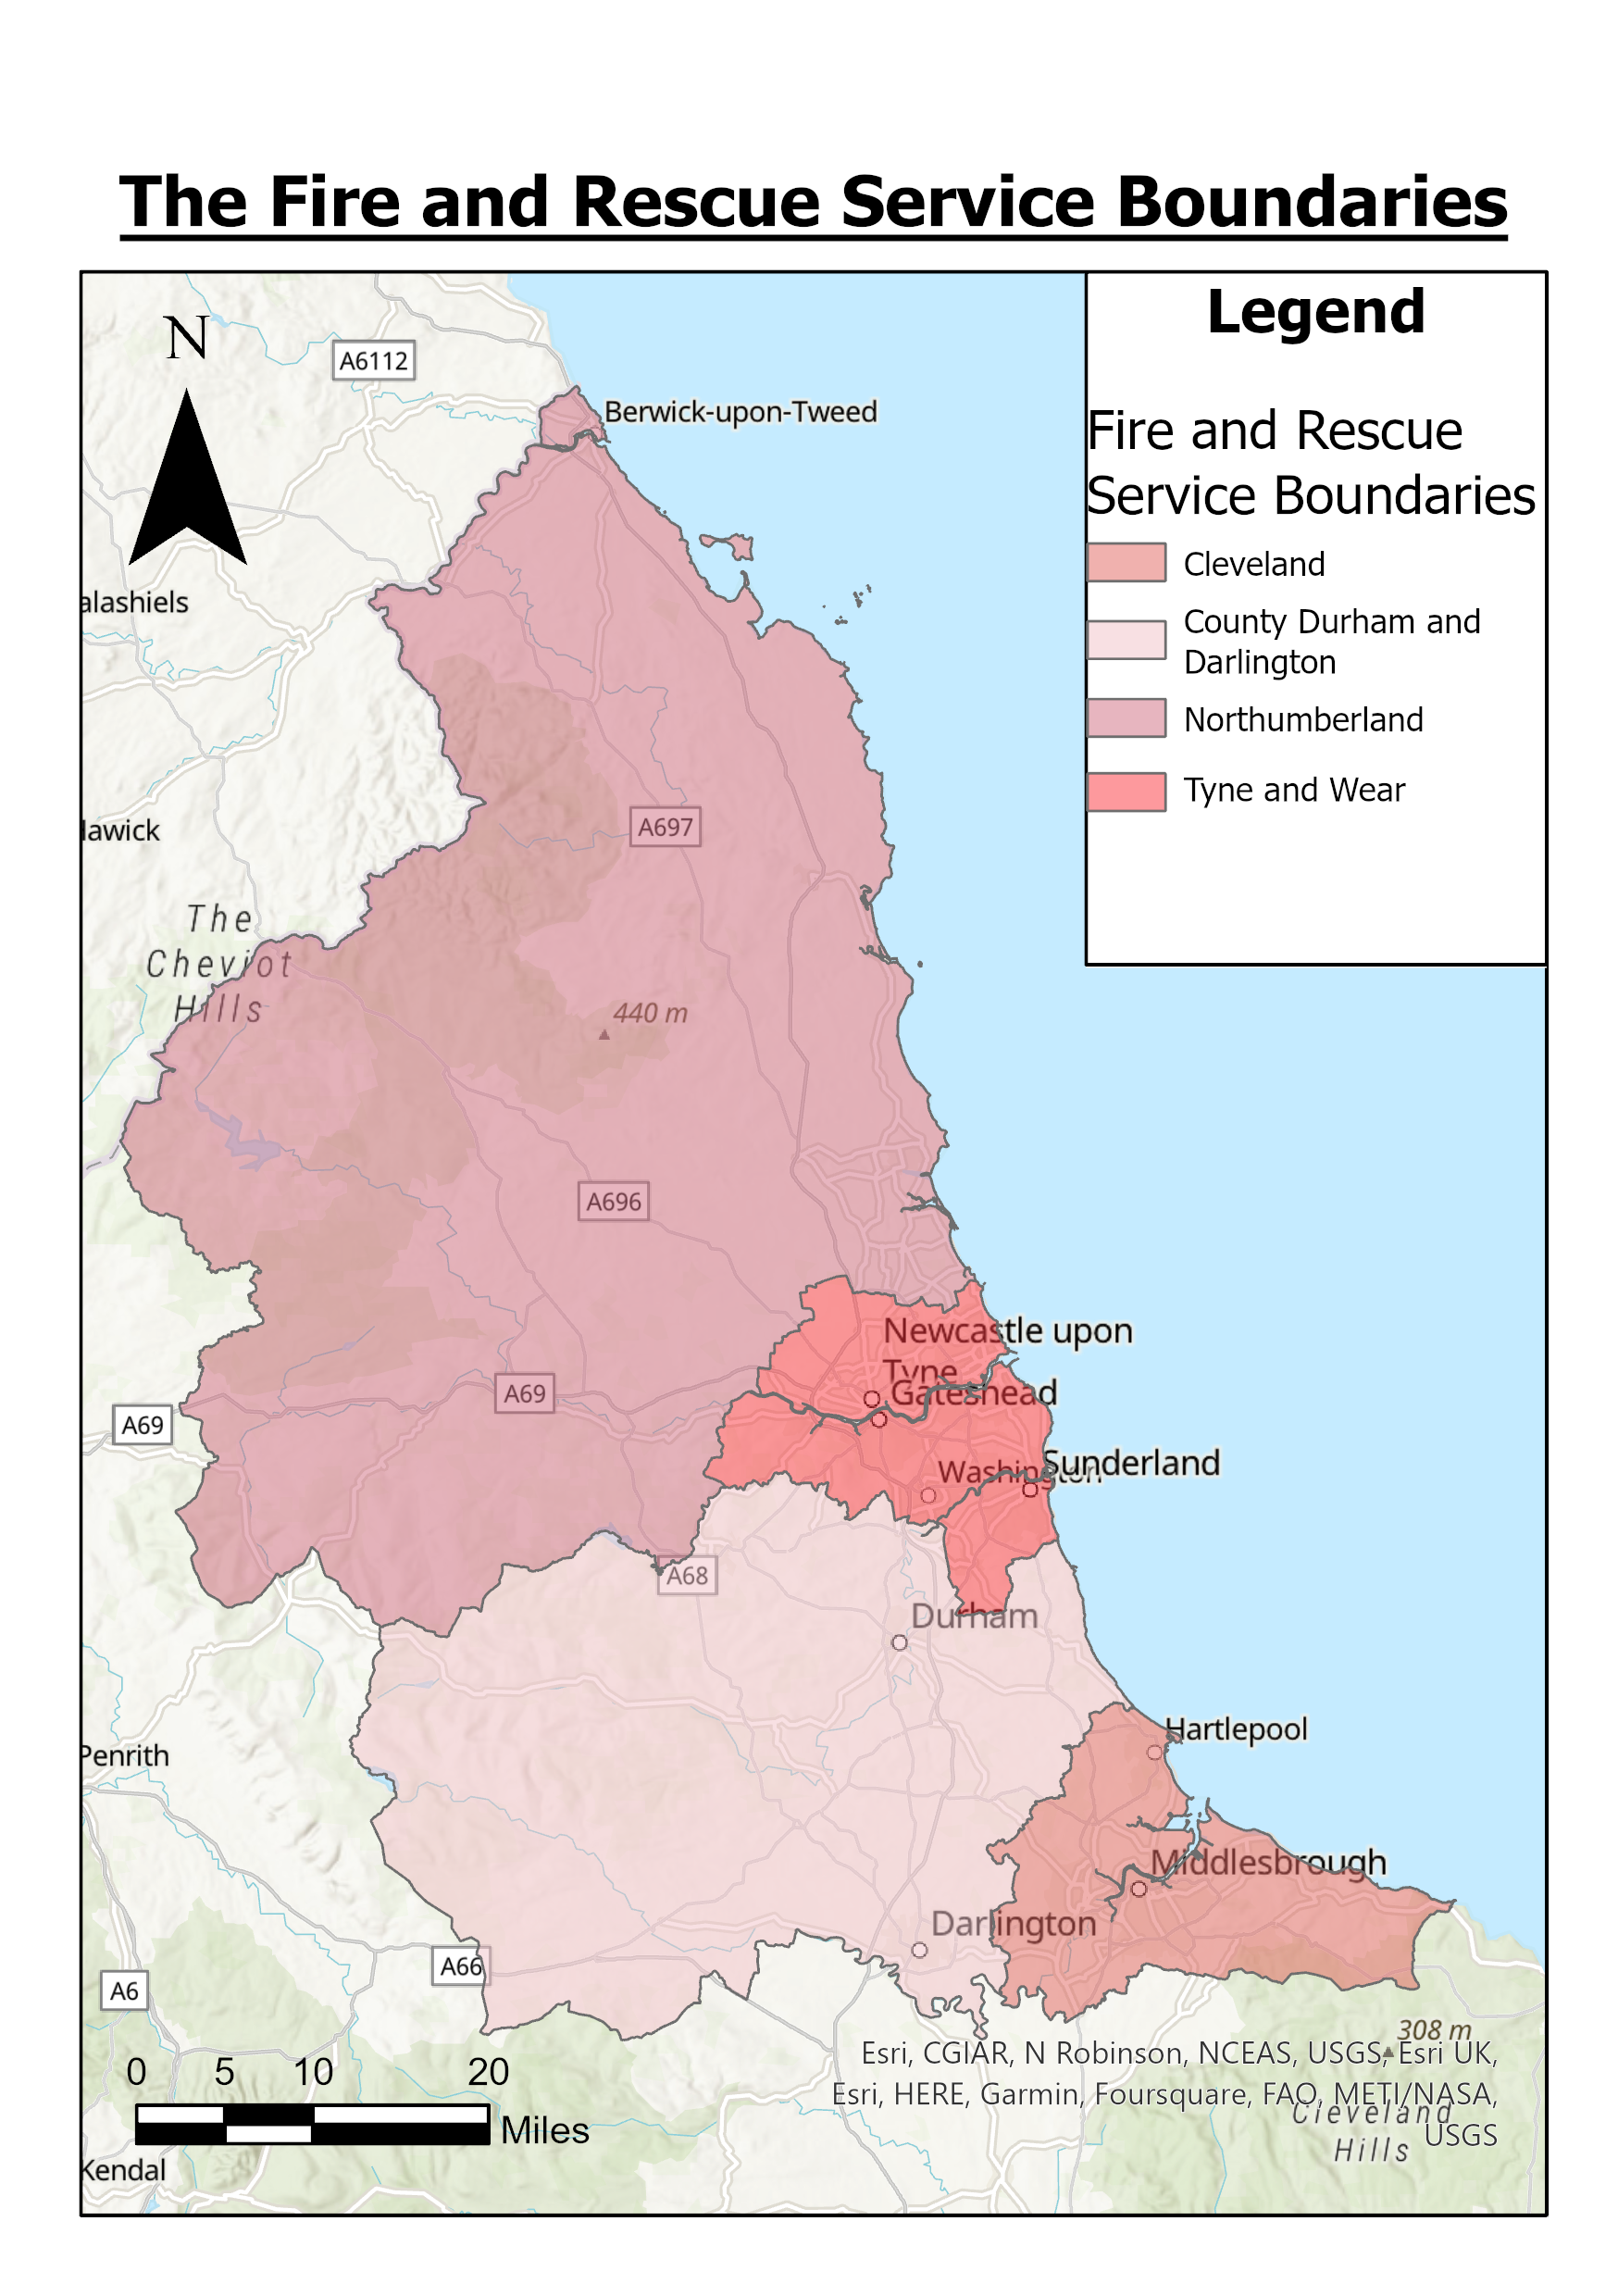 The Fire and Rescue Service Boundaries
Legend
Fire and Rescue
Service Boundaries
Cleveland
County Durham and
Darlington
Northumberland
Tyne and Wear
N
A6112
Berwick-upon-Tweed
alashiels
A697
The
Cheviot
Hills
440 m
A696
Newcastle upon
Tyne
Gateshead
A69
A69
Washington
Sunderland
A68
Durham
Hartlepool
Penrith
Middlesbrough
Darlington
A66
A6
308 m
Esri, CGIAR, N Robinson, NCEAS, USGS, Esri UK,
Esri, HERE, Garmin, Foursquare, FAO, METI/NASA,
USGS
Cleveland
Hills
0 5 10 20
Miles
Kendal